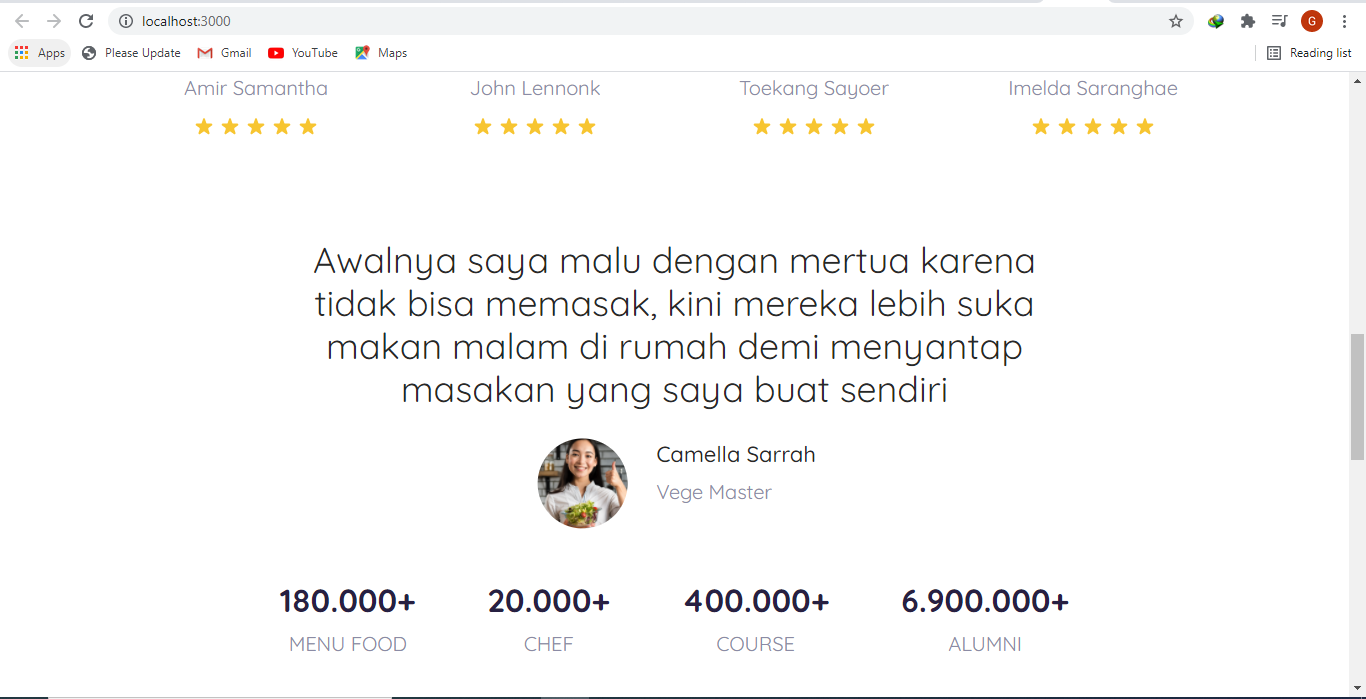 localhost:3000
G
Apps Please Update Gmail YouTube Maps Reading list
Amir Samantha John Lennonk Toekang Sayoer Imelda Saranghae
Awalnya saya malu dengan mertua karena
tidak bisa memasak, kini mereka lebih suka
makan malam di rumah demi menyantap
masakan yang saya buat sendiri
Camella Sarrah
Vege Master
180.000+ 20.000+ 400.000+ 6.900.000+
MENU FOOD CHEF COURSE ALUMNI